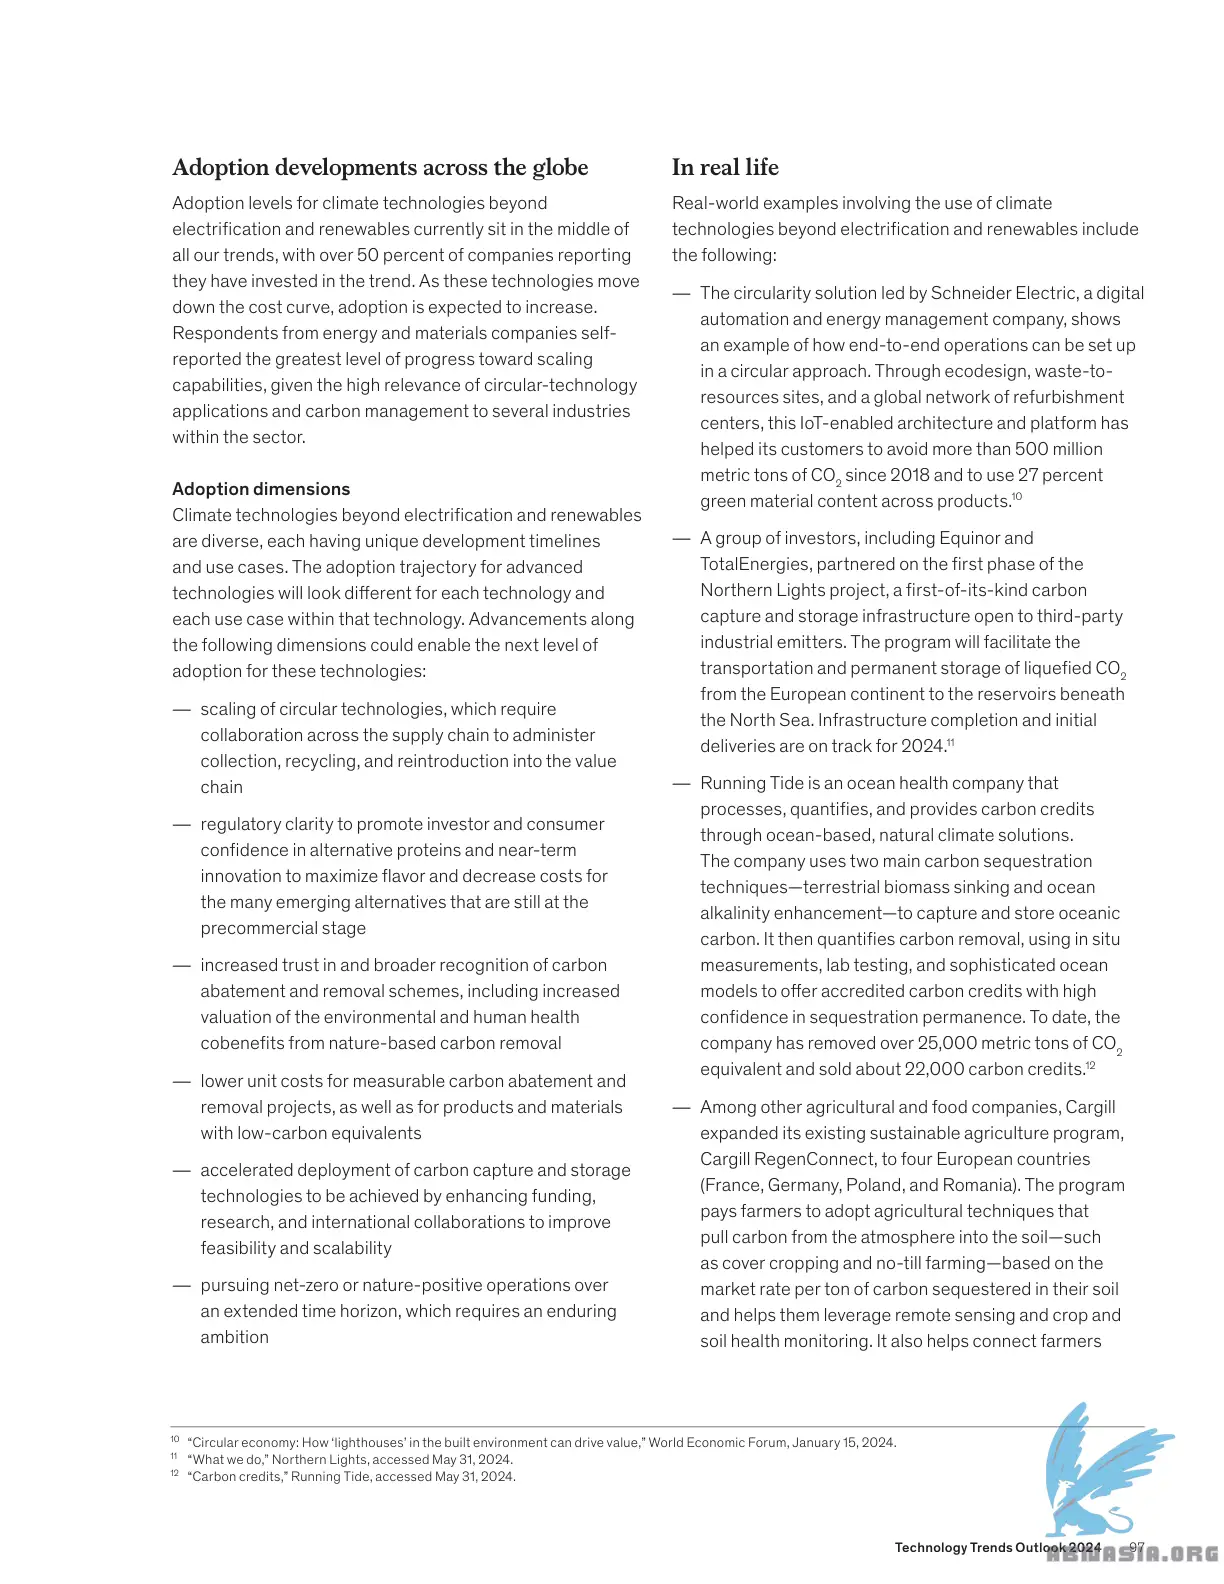 Adoption developments across the globe
Adoption levels for climate technologies beyond
electrification and renewables currently sit in the middle of
all our trends, with over 50 percent of companies reporting
they have invested in the trend. As these technologies move
down the cost curve, adoption is expected to increase.
Respondents from energy and materials companies self-
reported the greatest level of progress toward scaling
capabilities, given the high relevance of circular-technology
applications and carbon management to several industries
within the sector.
Adoption dimensions
Climate technologies beyond electrification and renewables
are diverse, each having unique development timelines
and use cases. The adoption trajectory for advanced
technologies will look different for each technology and
each use case within that technology. Advancements along
the following dimensions could enable the next level of
adoption for these technologies:
— scaling of circular technologies, which require
collaboration across the supply chain to administer
collection, recycling, and reintroduction into the value
chain
— regulatory clarity to promote investor and consumer
confidence in alternative proteins and near-term
innovation to maximize flavor and decrease costs for
the many emerging alternatives that are still at the
precommercial stage
— increased trust in and broader recognition of carbon
abatement and removal schemes, including increased
valuation of the environmental and human health
cobenefits from nature-based carbon removal
— lower unit costs for measurable carbon abatement and
removal projects, as well as for products and materials
with low-carbon equivalents
— accelerated deployment of carbon capture and storage
technologies to be achieved by enhancing funding,
research, and international collaborations to improve
feasibility and scalability
— pursuing net-zero or nature-positive operations over
an extended time horizon, which requires an enduring
ambition
In real life
Real-world examples involving the use of climate
technologies beyond electrification and renewables include
the following:
— The circularity solution led by Schneider Electric, a digital
automation and energy management company, shows
an example of how end-to-end operations can be set up
in a circular approach. Through ecodesign, waste-to-
resources sites, and a global network of refurbishment
centers, this IoT-enabled architecture and platform has
helped its customers to avoid more than 500 million
metric tons of CO₂ since 2018 and to use 27 percent
green material content across products.¹⁰
— A group of investors, including Equinor and
TotalEnergies, partnered on the first phase of the
Northern Lights project, a first-of-its-kind carbon
capture and storage infrastructure open to third-party
industrial emitters. The program will facilitate the
transportation and permanent storage of liquefied CO₂
from the European continent to the reservoirs beneath
the North Sea. Infrastructure completion and initial
deliveries are on track for 2024.¹¹
— Running Tide is an ocean health company that
processes, quantifies, and provides carbon credits
through ocean-based, natural climate solutions.
The company uses two main carbon sequestration
techniques—terrestrial biomass sinking and ocean
alkalinity enhancement—to capture and store oceanic
carbon. It then quantifies carbon removal, using in situ
measurements, lab testing, and sophisticated ocean
models to offer accredited carbon credits with high
confidence in sequestration permanence. To date, the
company has removed over 25,000 metric tons of CO₂
equivalent and sold about 22,000 carbon credits.¹²
— Among other agricultural and food companies, Cargill
expanded its existing sustainable agriculture program,
Cargill RegenConnect, to four European countries
(France, Germany, Poland, and Romania). The program
pays farmers to adopt agricultural techniques that
pull carbon from the atmosphere into the soil—such
as cover cropping and no-till farming—based on the
market rate per ton of carbon sequestered in their soil
and helps them leverage remote sensing and crop and
soil health monitoring. It also helps connect farmers
¹⁰ “Circular economy: How ‘lighthouses’ in the built environment can drive value,” World Economic Forum, January 15, 2024.
¹¹ “What we do,” Northern Lights, accessed May 31, 2024.
¹² “Carbon credits,” Running Tide, accessed May 31, 2024.
Technology Trends Outlook 2024 97
ABNASIA.ORG